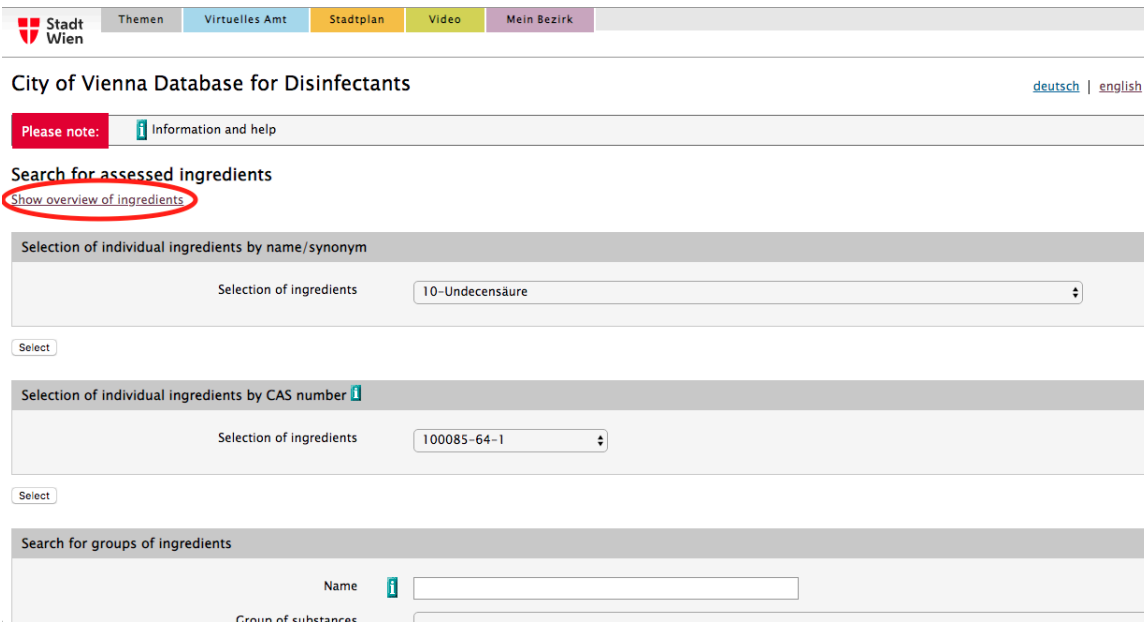 Stadt
Wien
Themen
Virtuelles Amt
Stadtplan
Video
Mein Bezirk
City of Vienna Database for Disinfectants
deutsch | english
Please note:
i Information and help
Search for assessed ingredients
Show overview of ingredients
Selection of individual ingredients by name/synonym
Selection of ingredients
10-Undecensäure
Select
Selection of individual ingredients by CAS number i
Selection of ingredients
100085-64-1
Select
Search for groups of ingredients
Name i
Group of substances